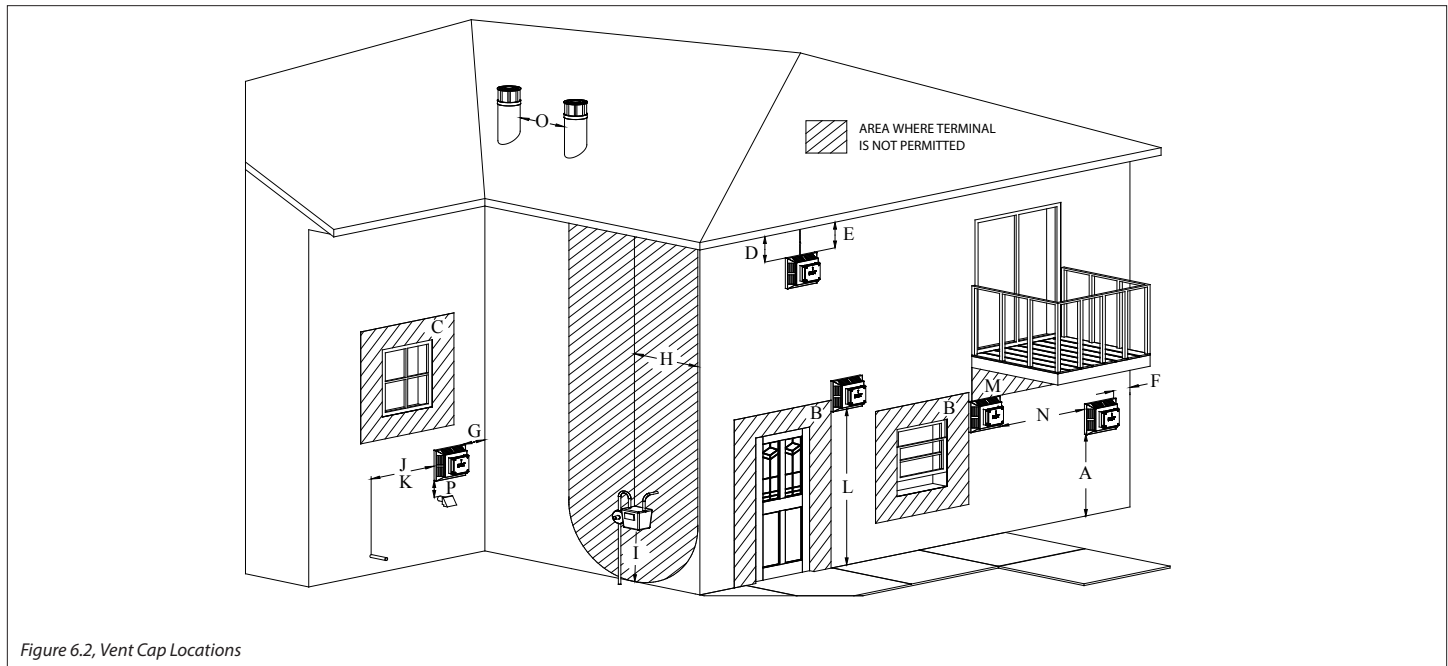 O
AREA WHERE TERMINAL
IS NOT PERMITTED
D
E
C
H
G
J
K
P
I
B
L
B
M
N
F
A
Figure 6.2, Vent Cap Locations